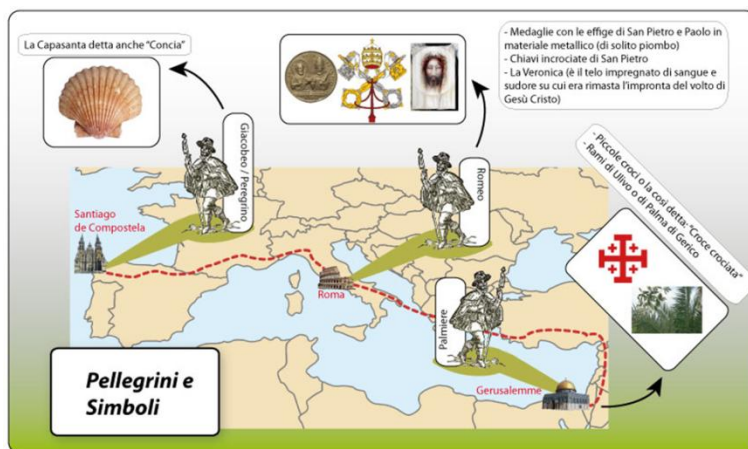 La Capasanta detta anche "Concia"
- Medaglie con le effige di San Pietro e Paolo in
materiale metallico (di solito piombo)
- Chiavi incrociate di San Pietro
- La Veronica (è il telo impregnato di sangue e
sudore su cui era rimasta l'impronta del volto di
Gesù Cristo)
- Piccole croci o la così detta: "Croce crociata"
- Rami di Ulivo o di Palma di Gerico
Giacobeo / Peregrino
Romeo
Santiago
de Compostela
Roma
Palmiere
Gerusalemme
Pellegrini e
Simboli